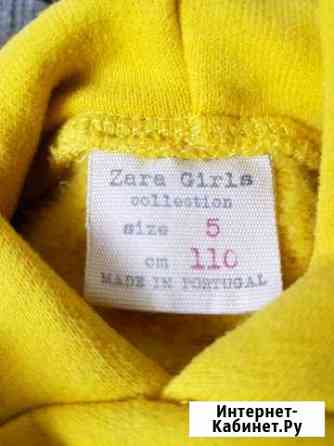 Zara Girls
collection
size 5
cm 110
MADE IN PORTUGAL
Интернет-
Кабинет.Ру